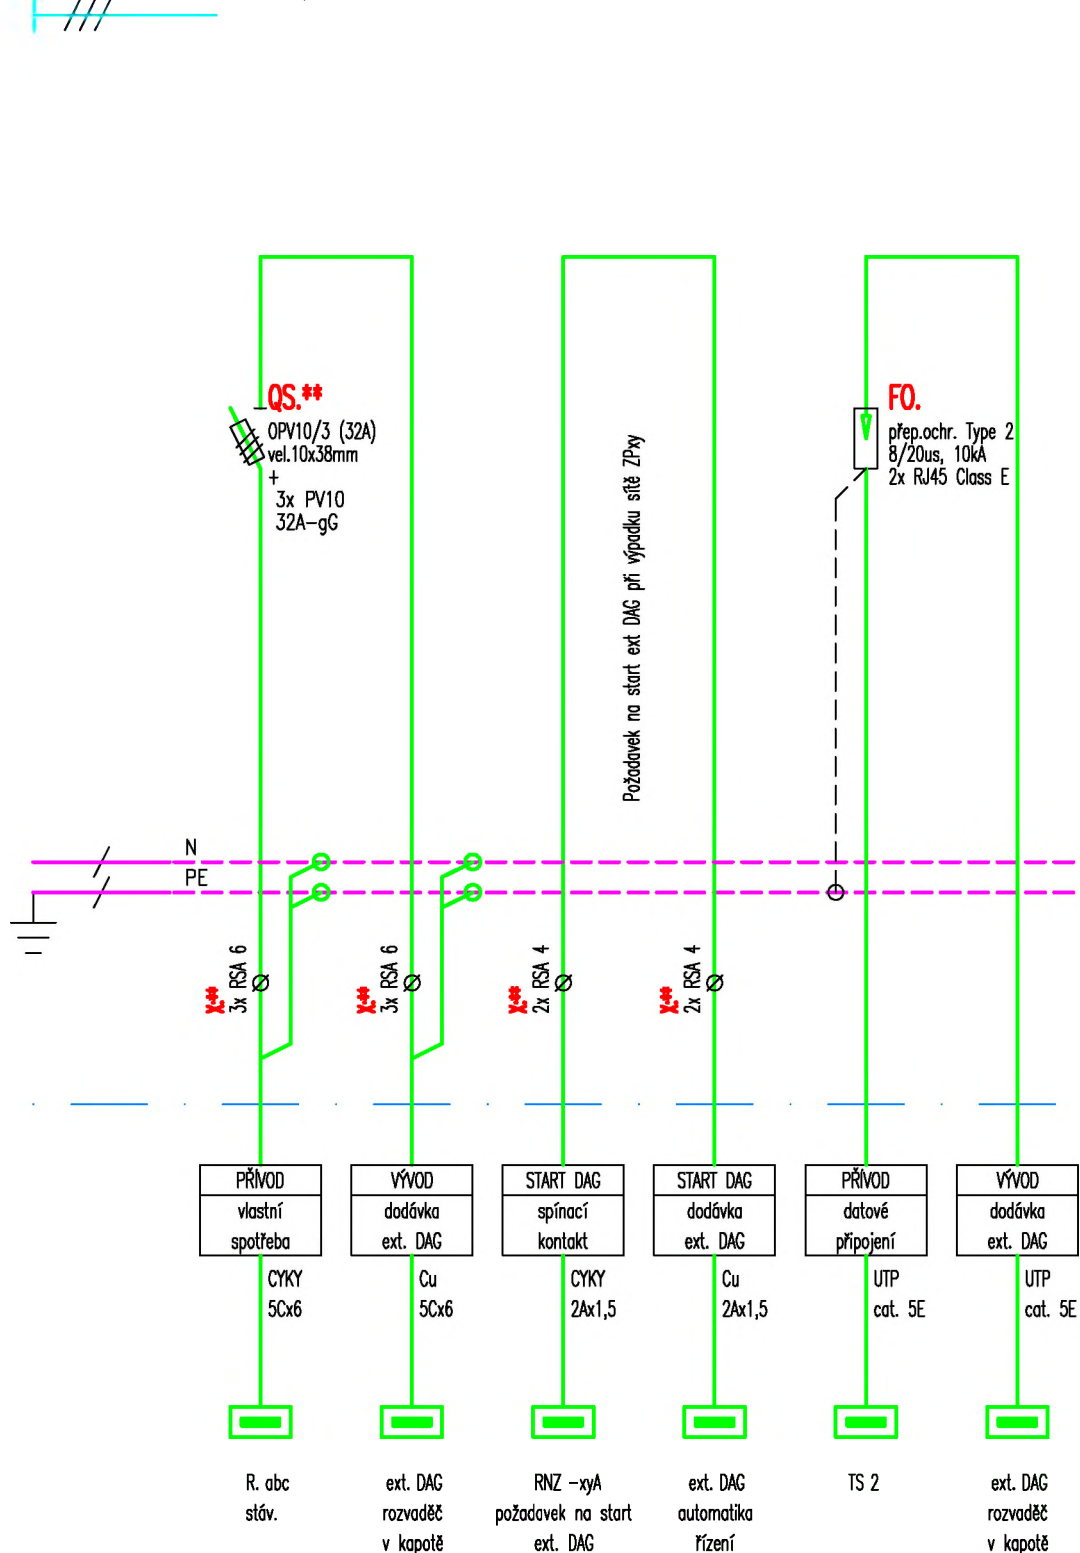 QS.**
OPV10/3 (32A)
vel.10x38mm
+
3x PV10
32A-gG
Požadavek na start ext DAG při výpadku sítě ZPxy
FO.
přep.ochr. Type 2
8/20us, 10kA
2x RJ45 Class E
N
PE
X.**
3x RSA 6
X.**
3x RSA 6
X.**
2x RSA 4
X.**
2x RSA 4
PŘÍVOD
vlastní
spotřeba
CYKY
5Cx6
R. abc
stáv.
VÝVOD
dodávka
ext. DAG
Cu
5Cx6
ext. DAG
rozvaděč
v kapotě
START DAG
spínací
kontakt
CYKY
2Ax1,5
RNZ -xyA
požadavek na start
ext. DAG
START DAG
dodávka
ext. DAG
Cu
2Ax1,5
ext. DAG
automatika
řízení
PŘÍVOD
datové
připojení
UTP
cat. 5E
TS 2
VÝVOD
dodávka
ext. DAG
UTP
cat. 5E
ext. DAG
rozvaděč
v kapotě